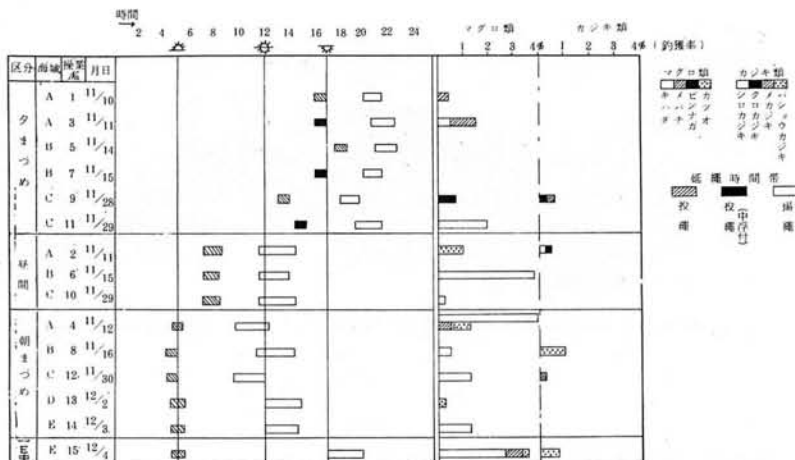 時間
2 4 6 8 10 12 14 16 18 20 22 24
マグロ類 カジキ類
1 2 3 4% 1 2 3 4% (釣獲率)
区分 海域 操業No. 月日
夕まづめ
A 1 11/10
A 3 11/11
B 5 11/14
B 7 11/15
C 9 11/28
C 11 11/29
昼間
A 2 11/11
B 6 11/15
C 10 11/29
朝まづめ
A 4 11/12
B 8 11/16
C 12 11/30
D 13 12/2
E 14 12/3
E 15 12/4
マグロ類 カジキ類
キハダ
メバチ
ビンナガ
カツオ
シロカジキ
クロカジキ
メカジキ
バショウカジキ
延縄時間帯
投縄
投縄(中浮付)
揚縄